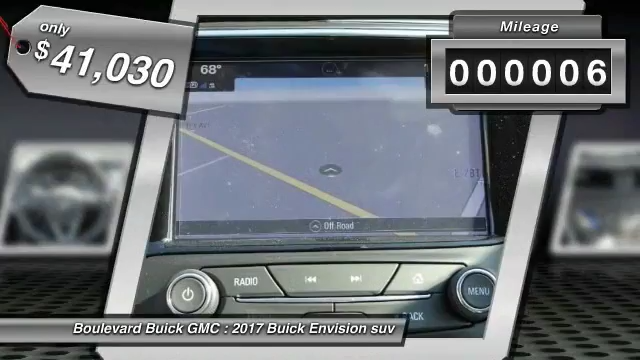 only
$41,030
Mileage
000006
68°
Off Road
RADIO
MENU
BACK
Boulevard Buick GMC : 2017 Buick Envision suv